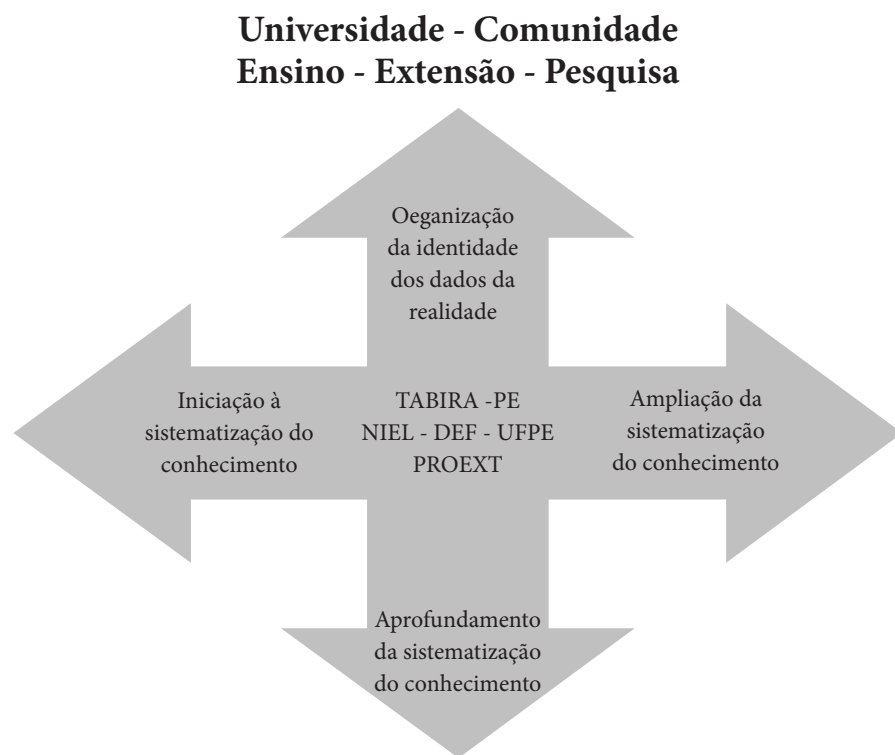 Universidade - Comunidade
Ensino - Extensão - Pesquisa
Oeganização
da identidade
dos dados da
realidade
Iniciação à
sistematização do
conhecimento
TABIRA -PE
NIEL - DEF - UFPE
PROEXT
Ampliação da
sistematização
do conhecimento
Aprofundamento
da sistematização
do conhecimento